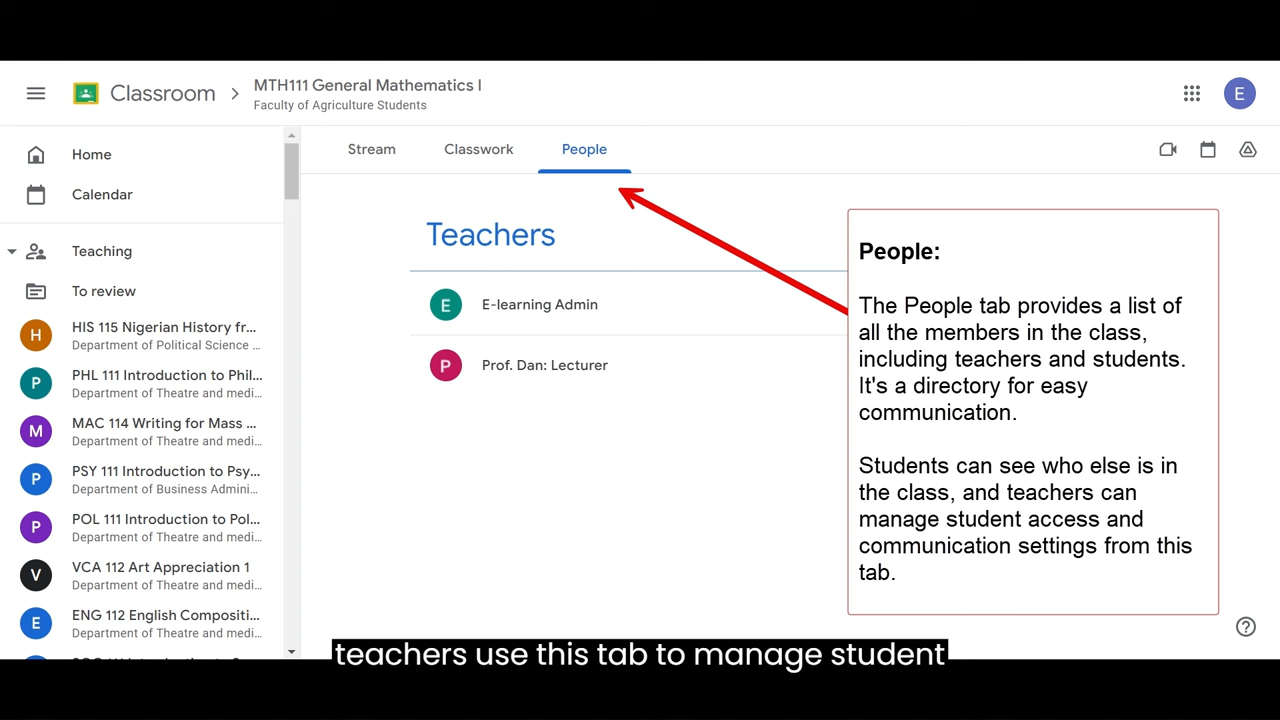 Classroom
MTH111 General Mathematics I
Faculty of Agriculture Students
E
Home
Calendar
Teaching
To review
H
HIS 115 Nigerian History fr...
Department of Political Science ...
P
PHL 111 Introduction to Phil...
Department of Theatre and medi...
M
MAC 114 Writing for Mass ...
Department of Theatre and medi...
P
PSY 111 Introduction to Psy...
Department of Business Admini...
P
POL 111 Introduction to Pol...
Department of Theatre and medi...
V
VCA 112 Art Appreciation 1
Department of Theatre and medi...
E
ENG 112 English Compositi...
Department of Theatre and medi...
Stream
Classwork
People
Teachers
E
E-learning Admin
P
Prof. Dan: Lecturer
People:
The People tab provides a list of
all the members in the class,
including teachers and students.
It's a directory for easy
communication.
Students can see who else is in
the class, and teachers can
manage student access and
communication settings from this
tab.
teachers use this tab to manage student